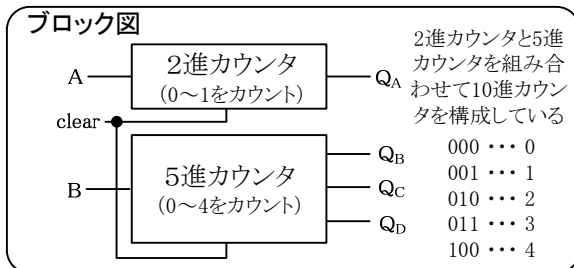 ブロック図
A
2進カウンタ
(0～1をカウント)
Q_A
clear
B
5進カウンタ
(0～4をカウント)
Q_B
Q_C
Q_D
2進カウンタと5進
カウンタを組み合
わせて10進カウン
タを構成している
000 ・・・ 0
001 ・・・ 1
010 ・・・ 2
011 ・・・ 3
100 ・・・ 4